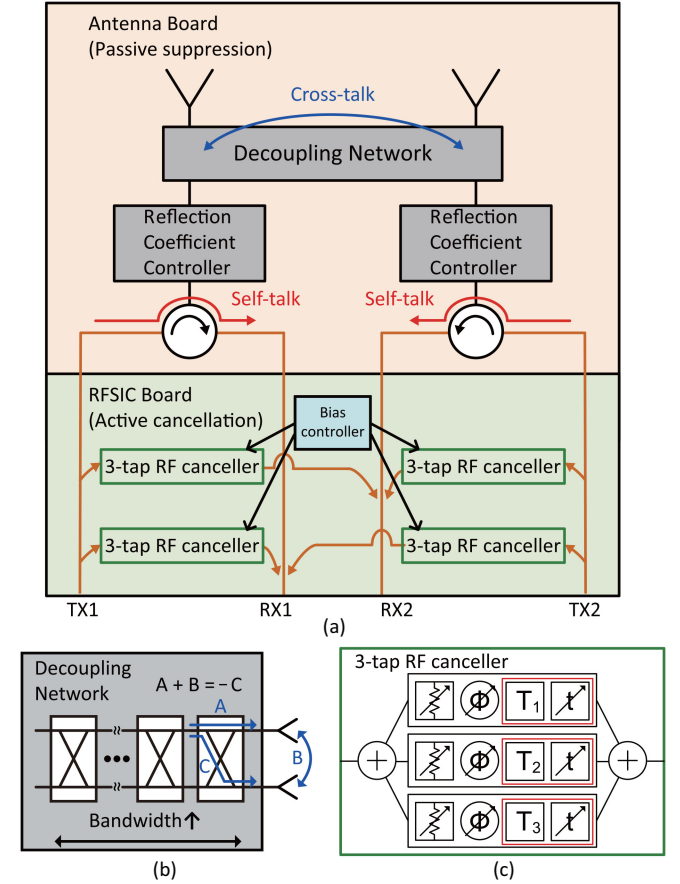 Antenna Board
(Passive suppression)
Cross-talk
Decoupling Network
Reflection
Coefficient
Controller
Reflection
Coefficient
Controller
Self-talk
Self-talk
RFSIC Board
(Active cancellation)
Bias
controller
3-tap RF canceller
3-tap RF canceller
3-tap RF canceller
3-tap RF canceller
TX1
RX1
RX2
TX2
(a)
Decoupling
Network
A + B = −C
A
B
C
Bandwidth↑
(b)
3-tap RF canceller
Φ T1 t
+
+
Φ T2 t
Φ T3 t
(c)